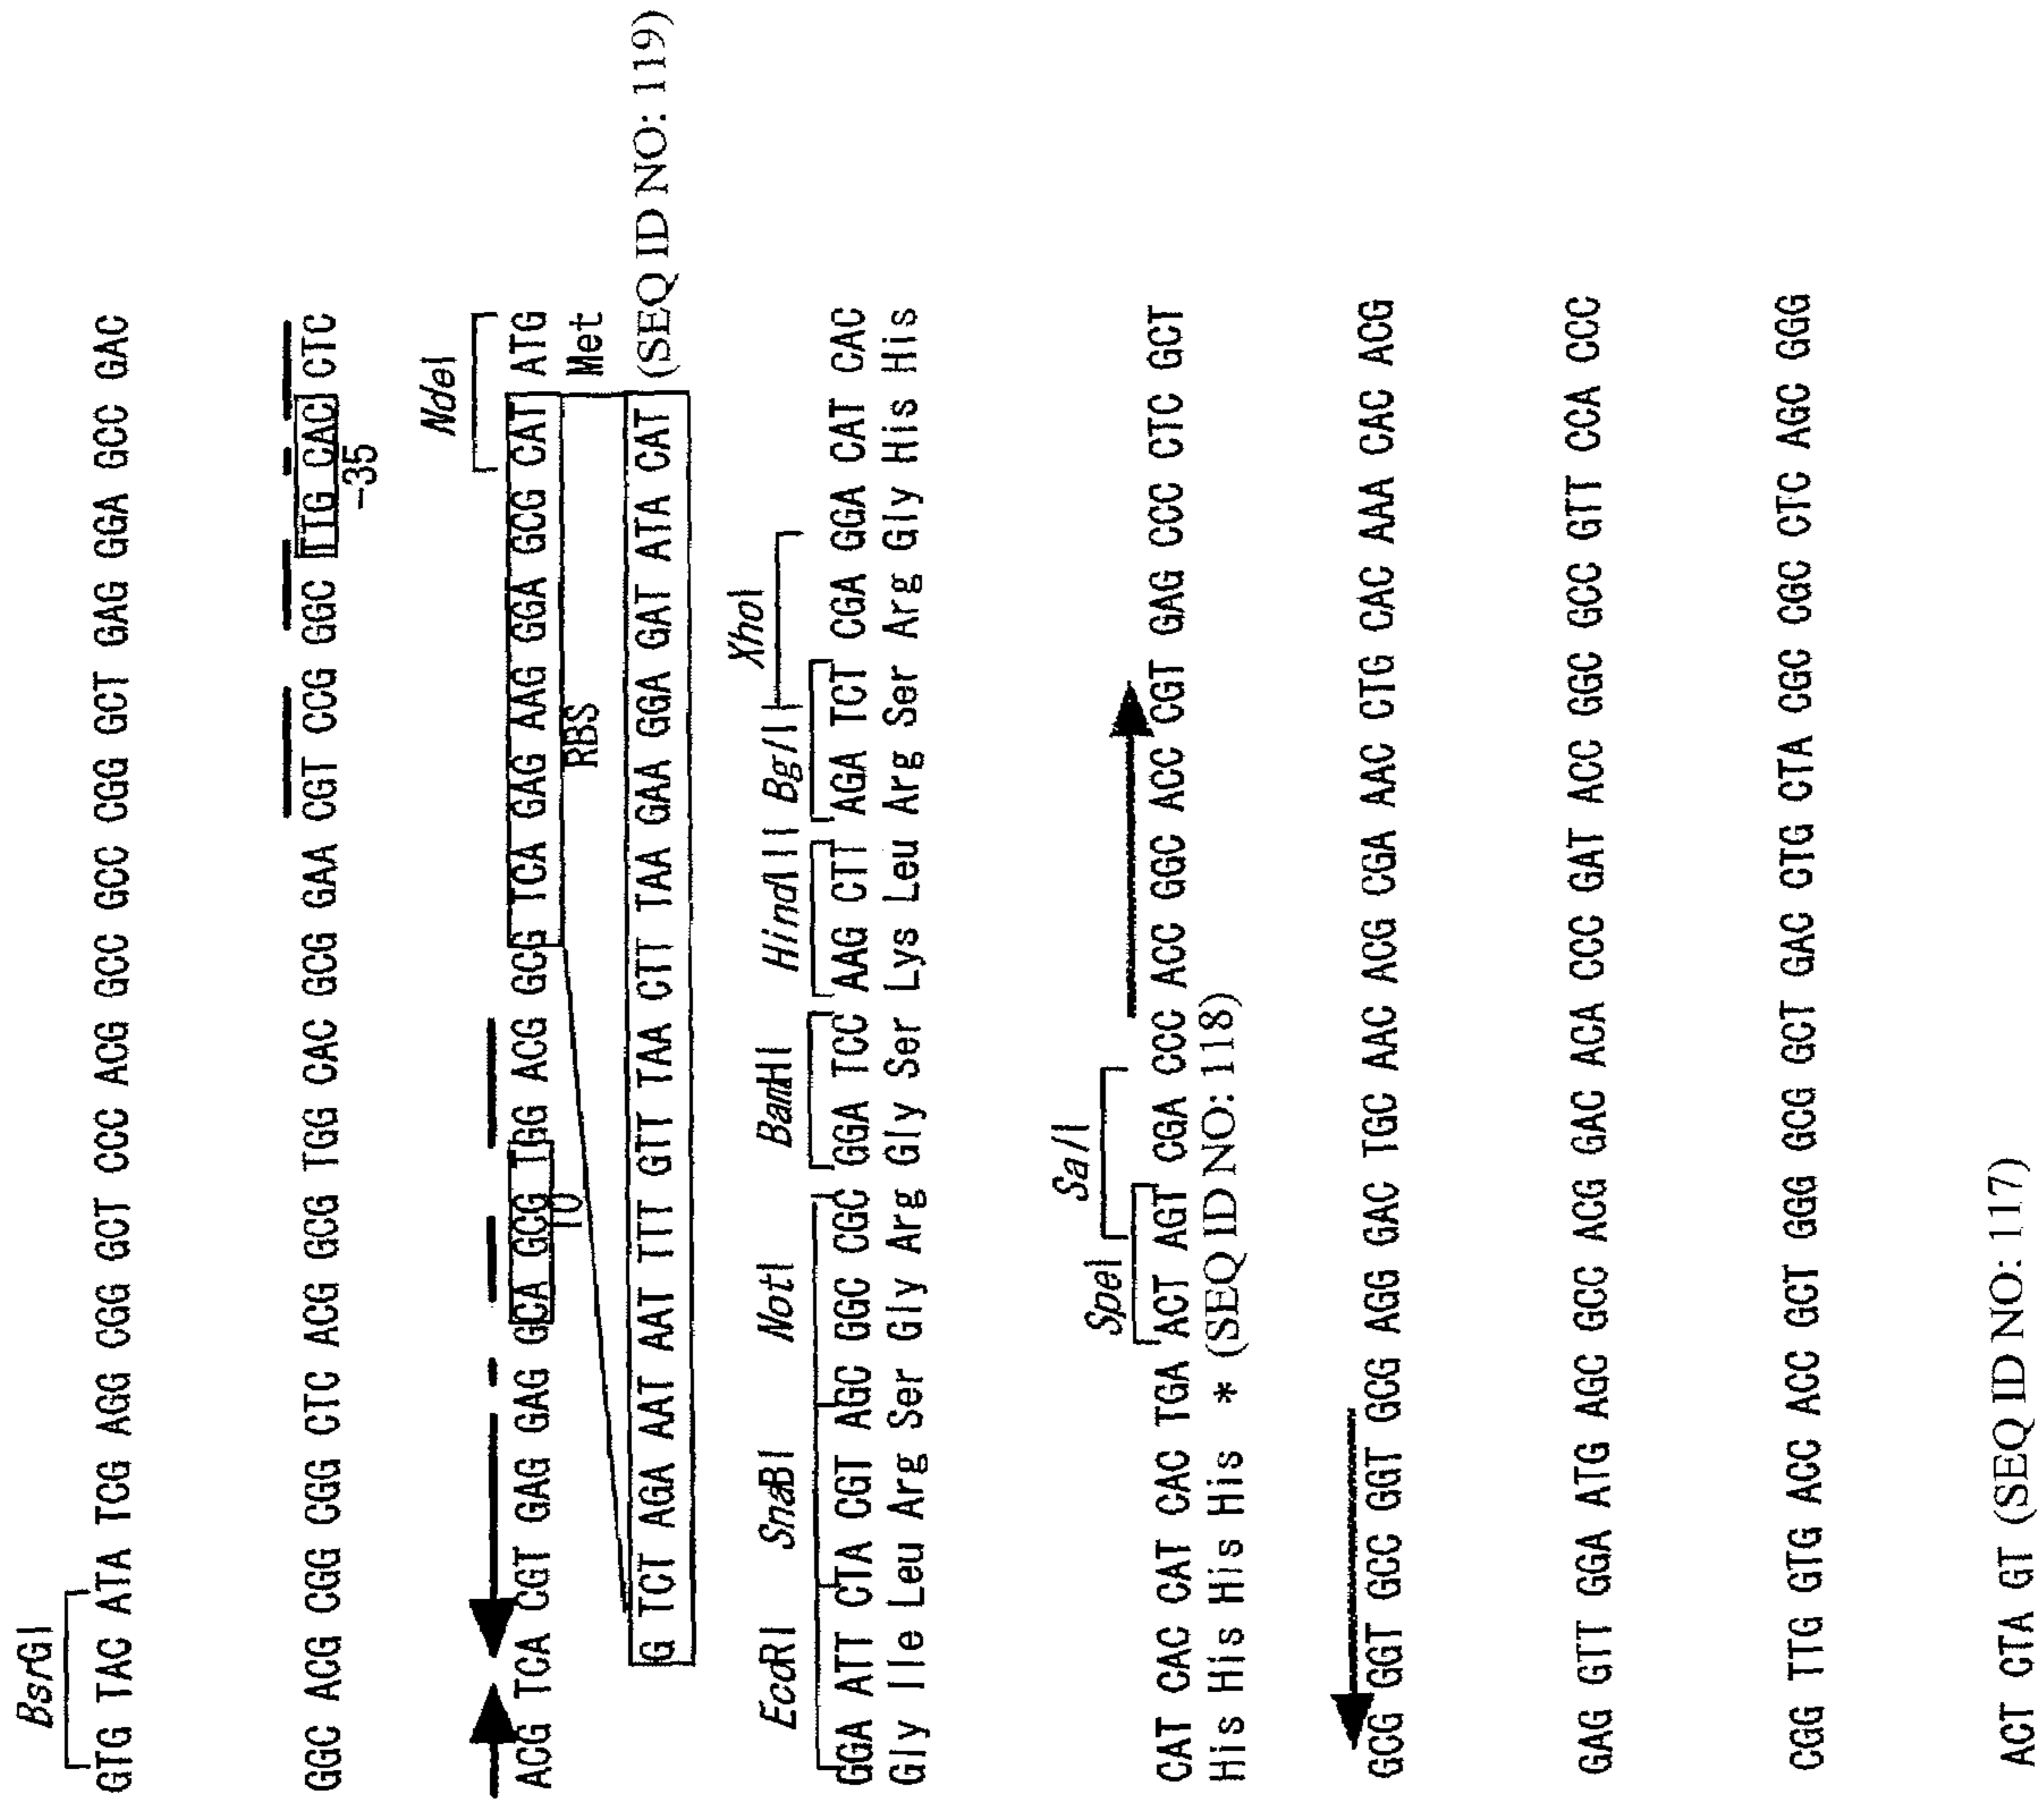 BsrGI
GTG TAC ATA TCG AGG CGG GCT CCC ACG GCC GCC CGG GCT GAG GGA GCC GAC
GGC ACG CGG CGG CTC ACG GCG TGG CAC GCG GAA CGT CCG GGC TTG CAC CTC
-35
NdeI
ACG TCA CGT GAG GAG GCA GCG TGG ACG GCG TCA GAG AAG GGA GCG CAT ATG
TO RBS Met
G TCT AGA AAT AAT TTT GTT TAA CTT TAA GAA GGA GAT ATA CAT (SEQ ID NO: 119)
EcoRI SnaBI NotI BamHI HindIII BglII XhoI
GGA ATT CTA CGT AGC GGC CGC GGA TCC AAG CTT AGA TCT CGA GGA CAT CAC
Gly Ile Leu Arg Ser Gly Arg Gly Ser Lys Leu Arg Ser Arg Gly His His
SpeI SalI
CAT CAC CAT CAC TGA ACT AGT CGA CCC ACC GGC ACC CGT GAG CCC CTC GCT
His His His His * (SEQ ID NO: 118)
GCG GGT GCC GGT GCG AGG GAC TGC AAC ACG CGA AAC CTG CAC AAA CAC ACG
GAG GTT GGA ATG AGC GCC ACG GAC ACA CCC GAT ACC GGC GCC GTT CCA CCC
CGG TTG GTG ACC ACC GCT GGG GCG GCT GAC CTG CTA CGC CGC CTC AGC GGG
ACT CTA GT (SEQ ID NO: 117)